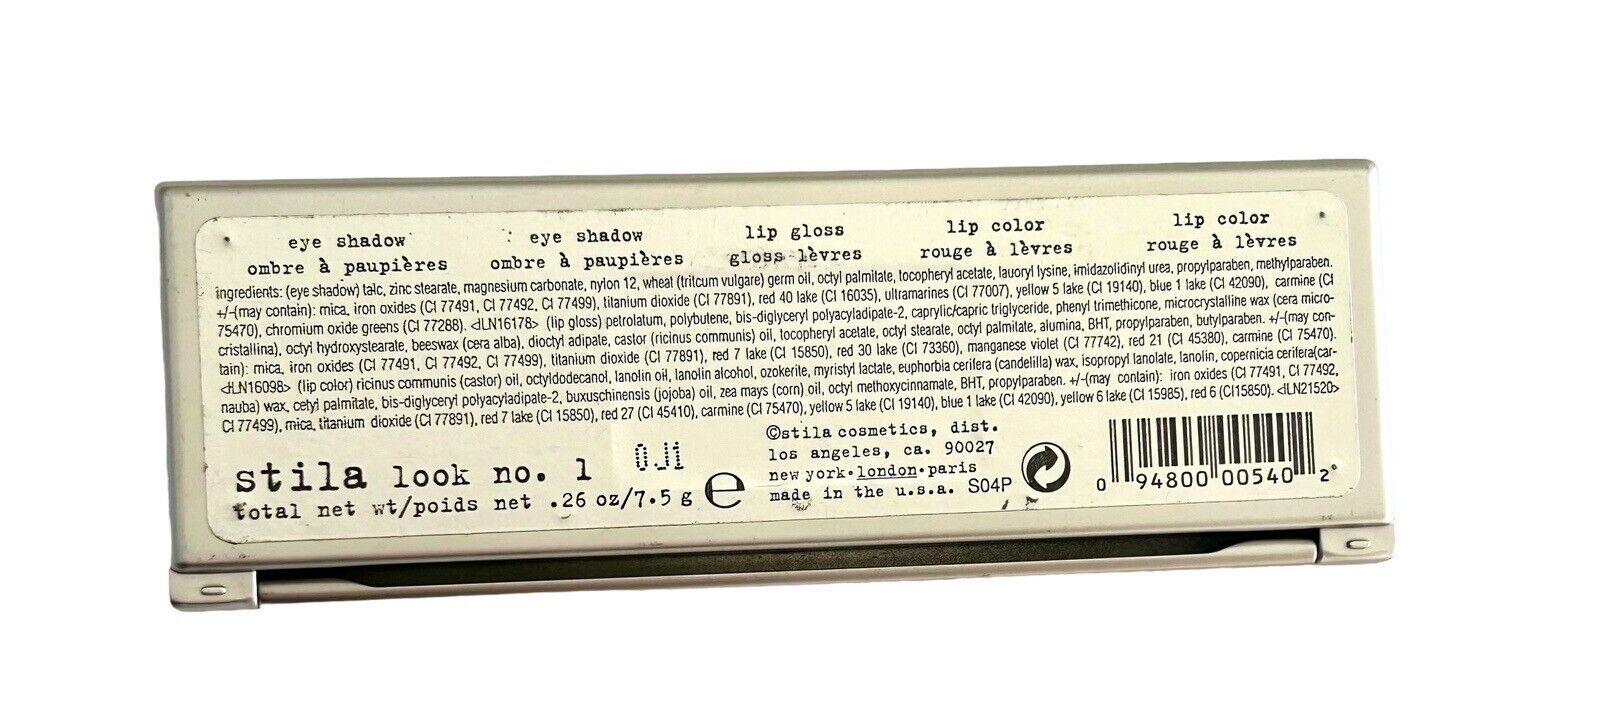 eye shadow eye shadow lip gloss lip color lip color
ombre à paupières ombre à paupières gloss lèvres rouge à lèvres rouge à lèvres
ingredients: (eye shadow) talc, zinc stearate, magnesium carbonate, nylon 12, wheat (tritcum vulgare) germ oil, octyl palmitate, tocopheryl acetate, lauoryl lysine, imidazolidinyl urea, propylparaben, methylparaben.
+/-(may contain): mica, iron oxides (CI 77491, CI 77492, CI 77499), titanium dioxide (CI 77891), red 40 lake (CI 16035), ultramarines (CI 77007), yellow 5 lake (CI 19140), blue 1 lake (CI 42090), carmine (CI
75470), chromium oxide greens (CI 77288). <ILN16178> (lip gloss) petrolatum, polybutene, bis-diglyceryl polyacyladipate-2, caprylic/capric triglyceride, phenyl trimethicone, microcrystalline wax (cera micro-
cristallina), octyl hydroxystearate, beeswax (cera alba), dioctyl adipate, castor (ricinus communis) oil, tocopheryl acetate, octyl stearate, octyl palmitate, alumina, BHT, propylparaben, butylparaben. +/-(may con-
tain): mica, iron oxides (CI 77491, CI 77492, CI 77499), titanium dioxide (CI 77891), red 7 lake (CI 15850), red 30 lake (CI 73360), manganese violet (CI 77742), red 21 (CI 45380), carmine (CI 75470).
<ILN16098> (lip color) ricinus communis (castor) oil, octyldodecanol, lanolin oil, lanolin alcohol, ozokerite, myristyl lactate, euphorbia cerifera (candelilla) wax, isopropyl lanolate, lanolin, copernicia cerifera(car-
nauba) wax, cetyl palmitate, bis-diglyceryl polyacyladipate-2, buxuschinensis (jojoba) oil, zea mays (corn) oil, octyl methoxycinnamate, BHT, propylparaben. +/-(may contain): iron oxides (CI 77491, CI 77492,
CI 77499), mica, titanium dioxide (CI 77891), red 7 lake (CI 15850), red 27 (CI 45410), carmine (CI 75470), yellow 5 lake (CI 19140), blue 1 lake (CI 42090), yellow 6 lake (CI 15985), red 6 (CI15850). <ILN21520>
stila look no. 1 0J1
total net wt/poids net .26 oz/7.5 g e
©stila cosmetics, dist.
los angeles, ca. 90027
new york·london·paris
made in the u.s.a. S04P
0 94800 00540 2